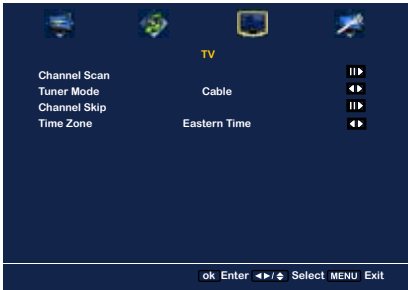 TV
Channel Scan
Tuner Mode Cable
Channel Skip
Time Zone Eastern Time
ok Enter ◄►/♦ Select MENU Exit